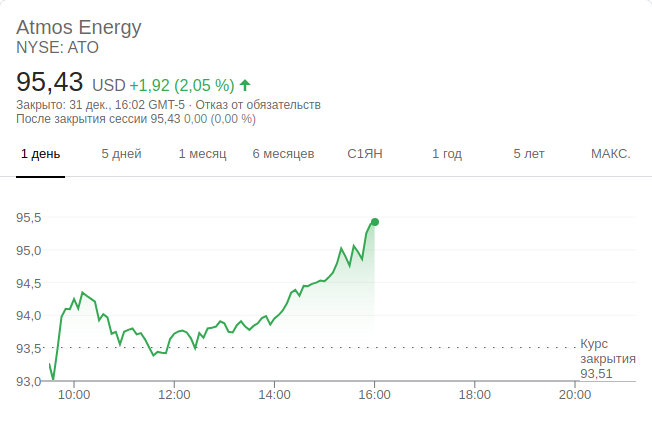 Atmos Energy
NYSE: ATO
95,43 USD +1,92 (2,05 %)
Закрыто: 31 дек., 16:02 GMT-5 · Отказ от обязательств
После закрытия сессии 95,43 0,00 (0,00 %)
1 день 5 дней 1 месяц 6 месяцев С1ЯН 1 год 5 лет МАКС.
95,5
95,0
94,5
94,0
93,5
93,0
Курс
закрытия
93,51
10:00 12:00 14:00 16:00 18:00 20:00